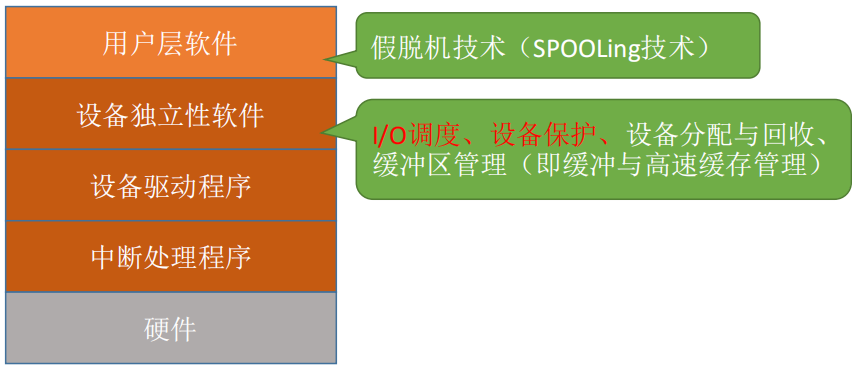 用户层软件
假脱机技术（SPOOLing技术）
设备独立性软件
I/O调度、设备保护、设备分配与回收、
缓冲区管理（即缓冲与高速缓存管理）
设备驱动程序
中断处理程序
硬件